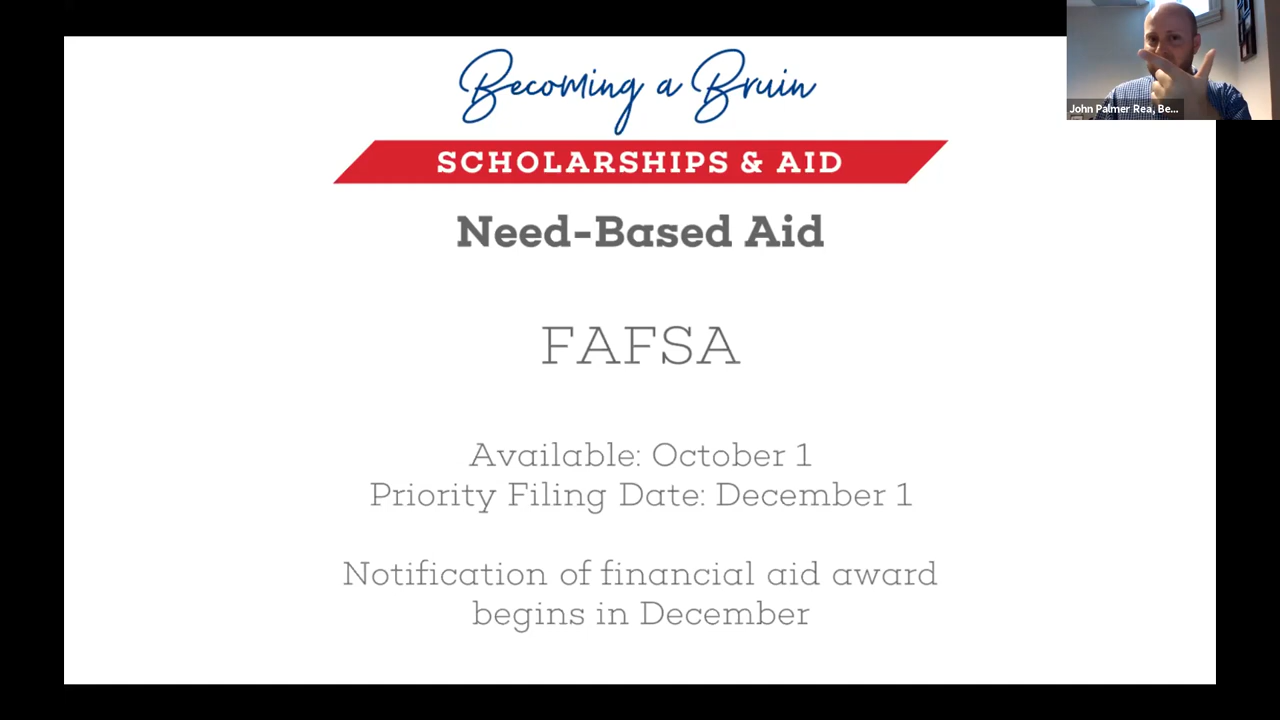 Becoming a Bruin
SCHOLARSHIPS & AID
Need-Based Aid
FAFSA
Available: October 1
Priority Filing Date: December 1
Notification of financial aid award
begins in December
John Palmer Rea, Be...